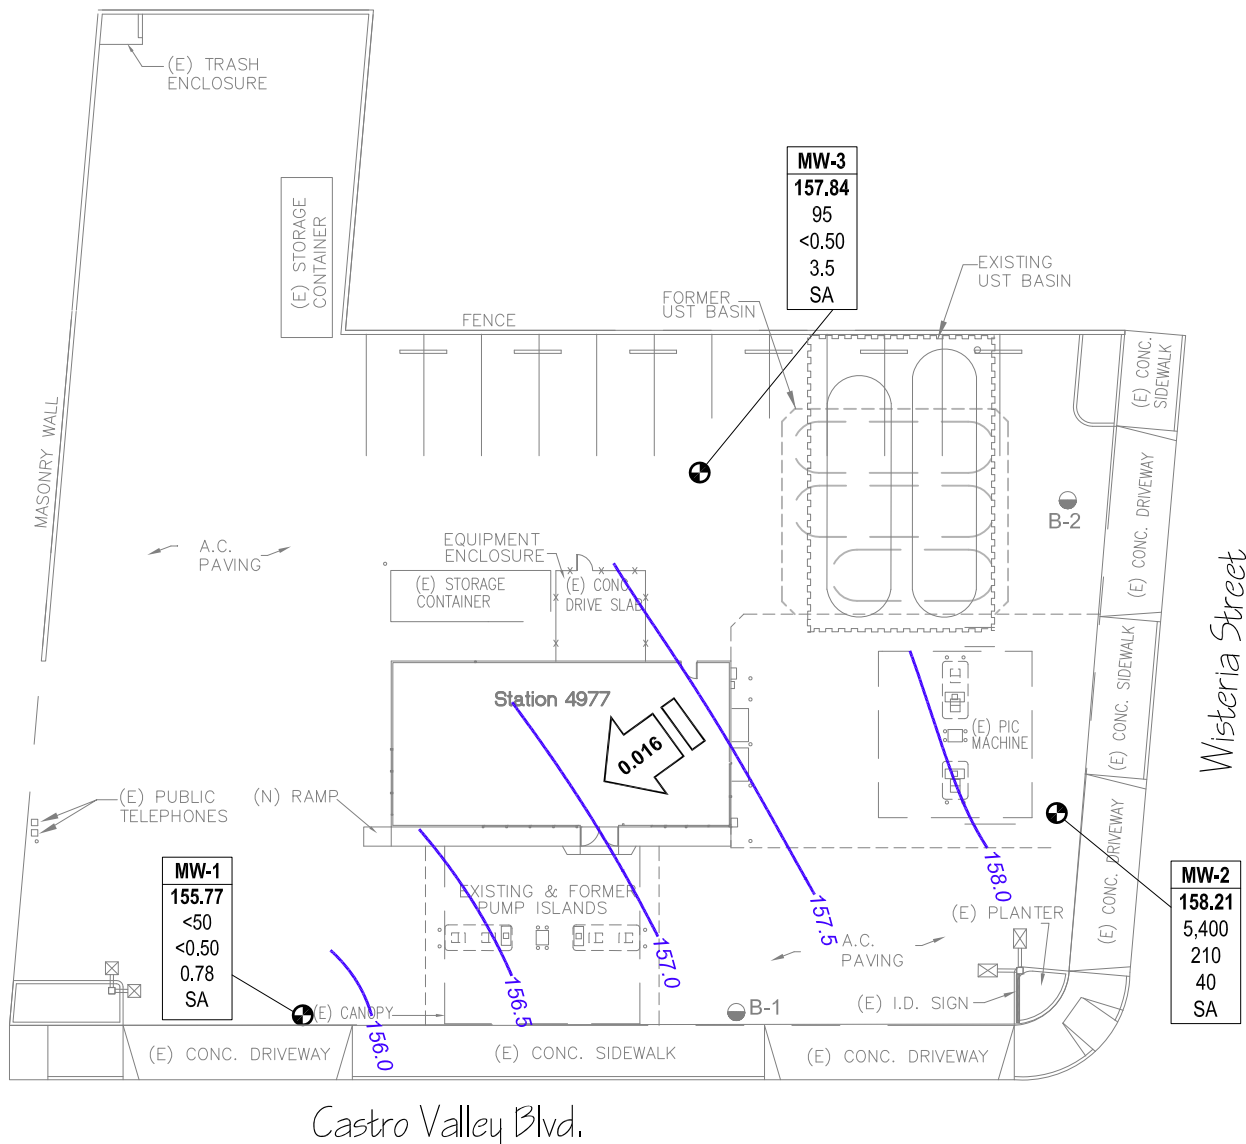 (E) TRASH
ENCLOSURE
MW-3
157.84
95
<0.50
3.5
SA
(E) STORAGE
CONTAINER
EXISTING
UST BASIN
FORMER
UST BASIN
FENCE
(E) CONC.
SIDEWALK
MASONRY WALL
(E) CONC. DRIVEWAY
B-2
A.C.
PAVING
EQUIPMENT
ENCLOSURE
(E) STORAGE
CONTAINER
(E) CONC.
DRIVE SLAB
Wisteria Street
(E) CONC. SIDEWALK
Station 4977
0.016
(E) PIC
MACHINE
(E) PUBLIC
TELEPHONES
(N) RAMP
(E) CONC. DRIVEWAY
MW-1
155.77
<50
<0.50
0.78
SA
EXISTING & FORMER
PUMP ISLANDS
158.0
MW-2
158.21
5,400
210
40
SA
(E) PLANTER
157.5
157.0
A.C.
PAVING
156.5
(E) CANOPY
B-1
(E) I.D. SIGN
156.0
(E) CONC. DRIVEWAY
(E) CONC. SIDEWALK
(E) CONC. DRIVEWAY
Castro Valley Blvd.